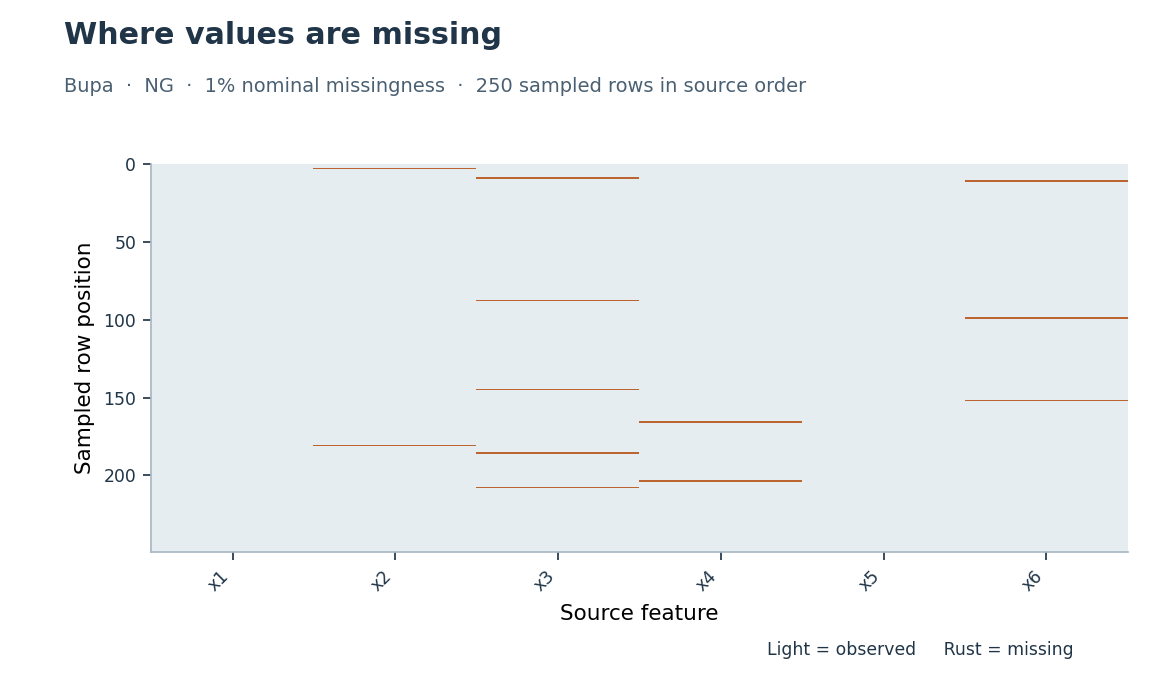 Where values are missing
Bupa · NG · 1% nominal missingness · 250 sampled rows in source order
0
50
100
150
200
Sampled row position
x1 x2 x3 x4 x5 x6
Source feature
Light = observed Rust = missing